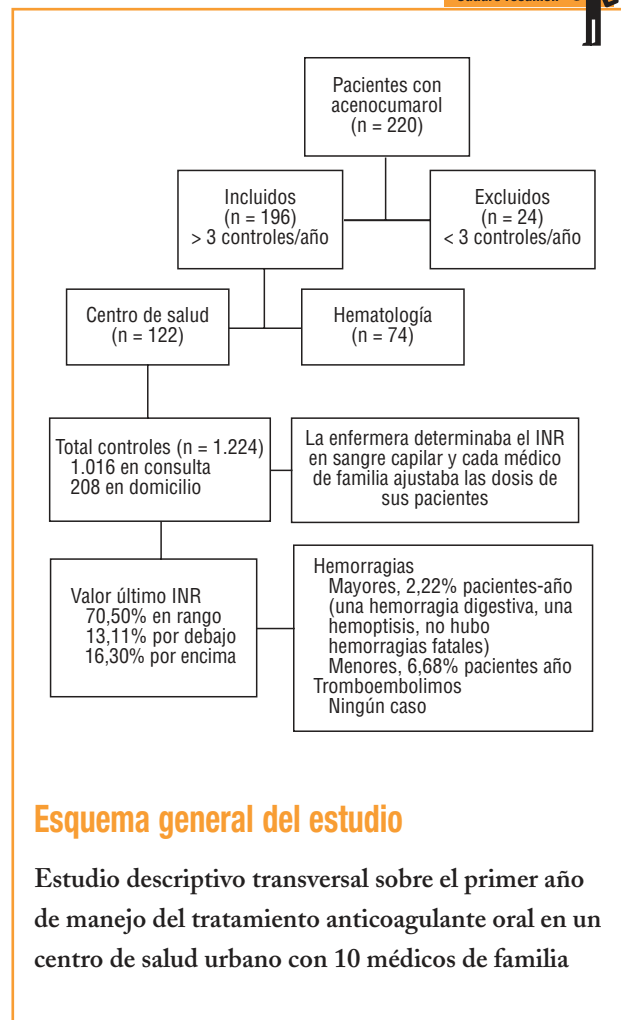 Pacientes con
acenocumarol
(n = 220)
Incluidos
(n = 196)
> 3 controles/año
Excluidos
(n = 24)
< 3 controles/año
Centro de salud
(n = 122)
Hematología
(n = 74)
Total controles (n = 1.224)
1.016 en consulta
208 en domicilio
La enfermera determinaba el INR
en sangre capilar y cada médico
de familia ajustaba las dosis de
sus pacientes
Valor último INR
70,50% en rango
13,11% por debajo
16,30% por encima
Hemorragias
Mayores, 2,22% pacientes-año
(una hemorragia digestiva, una
hemoptisis, no hubo
hemorragias fatales)
Menores, 6,68% pacientes año
Tromboembolimos
Ningún caso
Esquema general del estudio
Estudio descriptivo transversal sobre el primer año
de manejo del tratamiento anticoagulante oral en un
centro de salud urbano con 10 médicos de familia